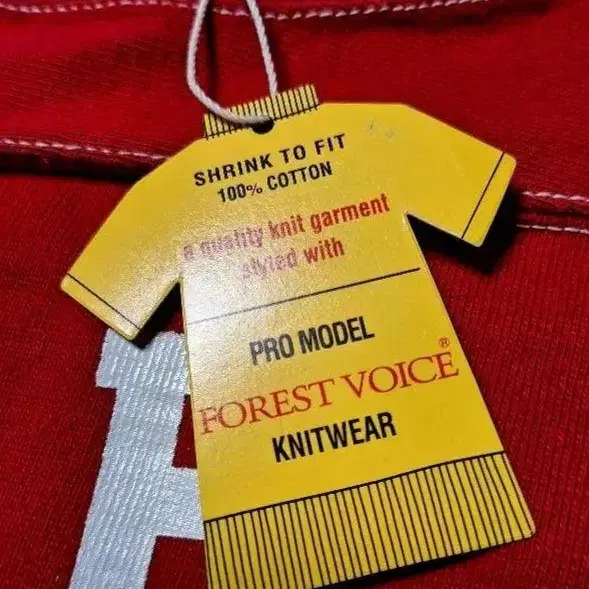 SHRINK TO FIT
100% COTTON
a quality knit garment
styled with
PRO MODEL
FOREST VOICE®
KNITWEAR